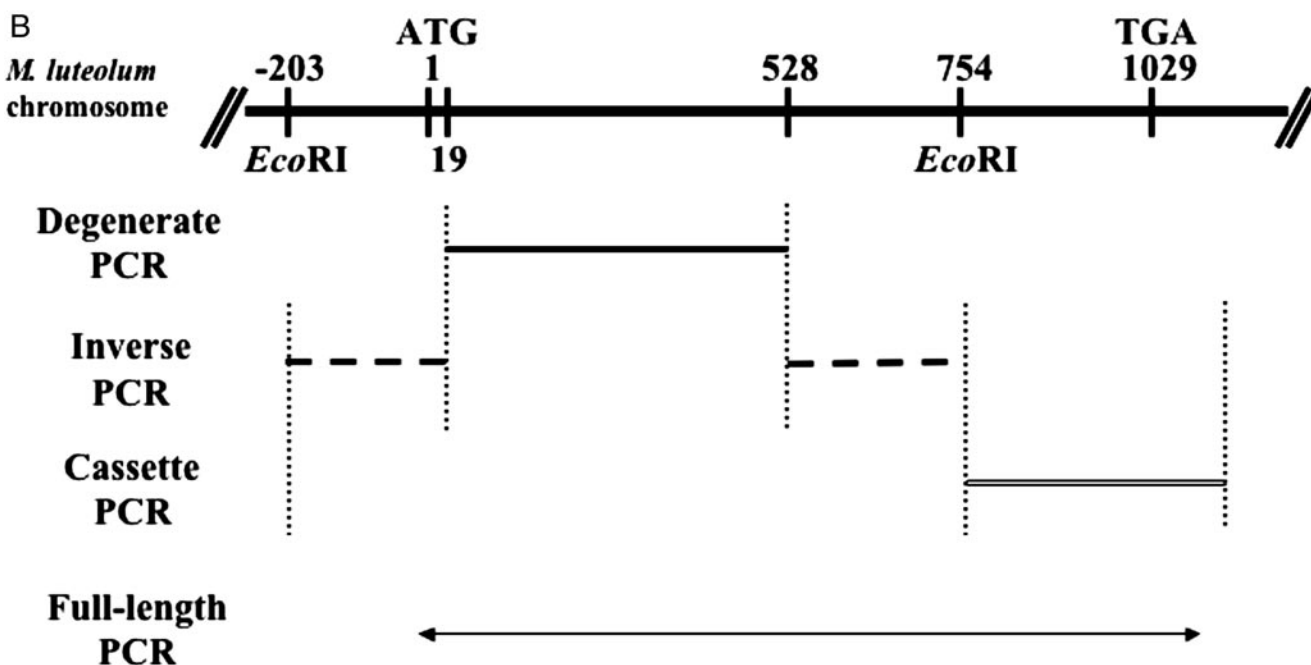 B
ATG TGA
M. luteolum -203 1 528 754 1029
chromosome
EcoRI 19 EcoRI
Degenerate
PCR
Inverse
PCR
Cassette
PCR
Full-length
PCR